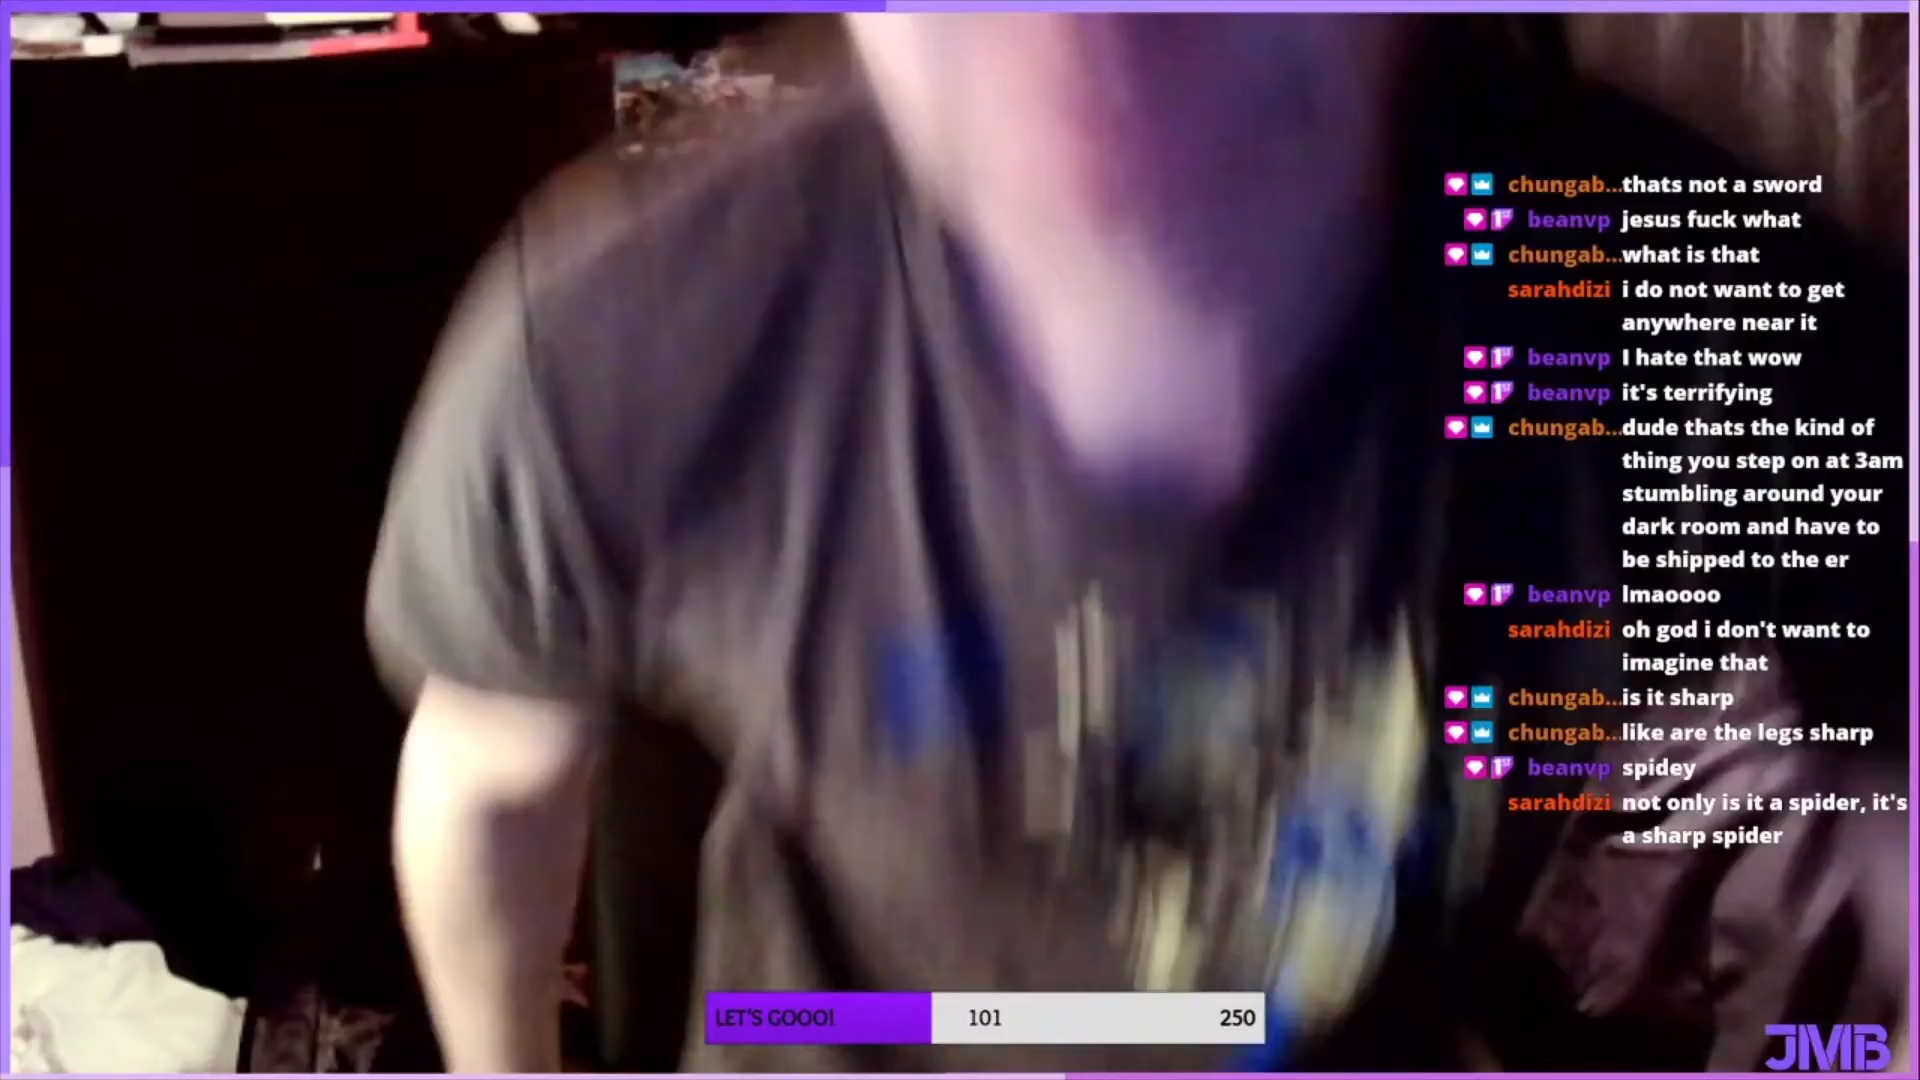 chungab...thats not a sword
beanvp jesus fuck what
chungab...what is that
sarahdizi i do not want to get
anywhere near it
beanvp I hate that wow
beanvp it's terrifying
chungab...dude thats the kind of
thing you step on at 3am
stumbling around your
dark room and have to
be shipped to the er
beanvp lmaoooo
sarahdizi oh god i don't want to
imagine that
chungab...is it sharp
chungab...like are the legs sharp
beanvp spidey
sarahdizi not only is it a spider, it's
a sharp spider
LET'S GOOO! 101 250
JMB